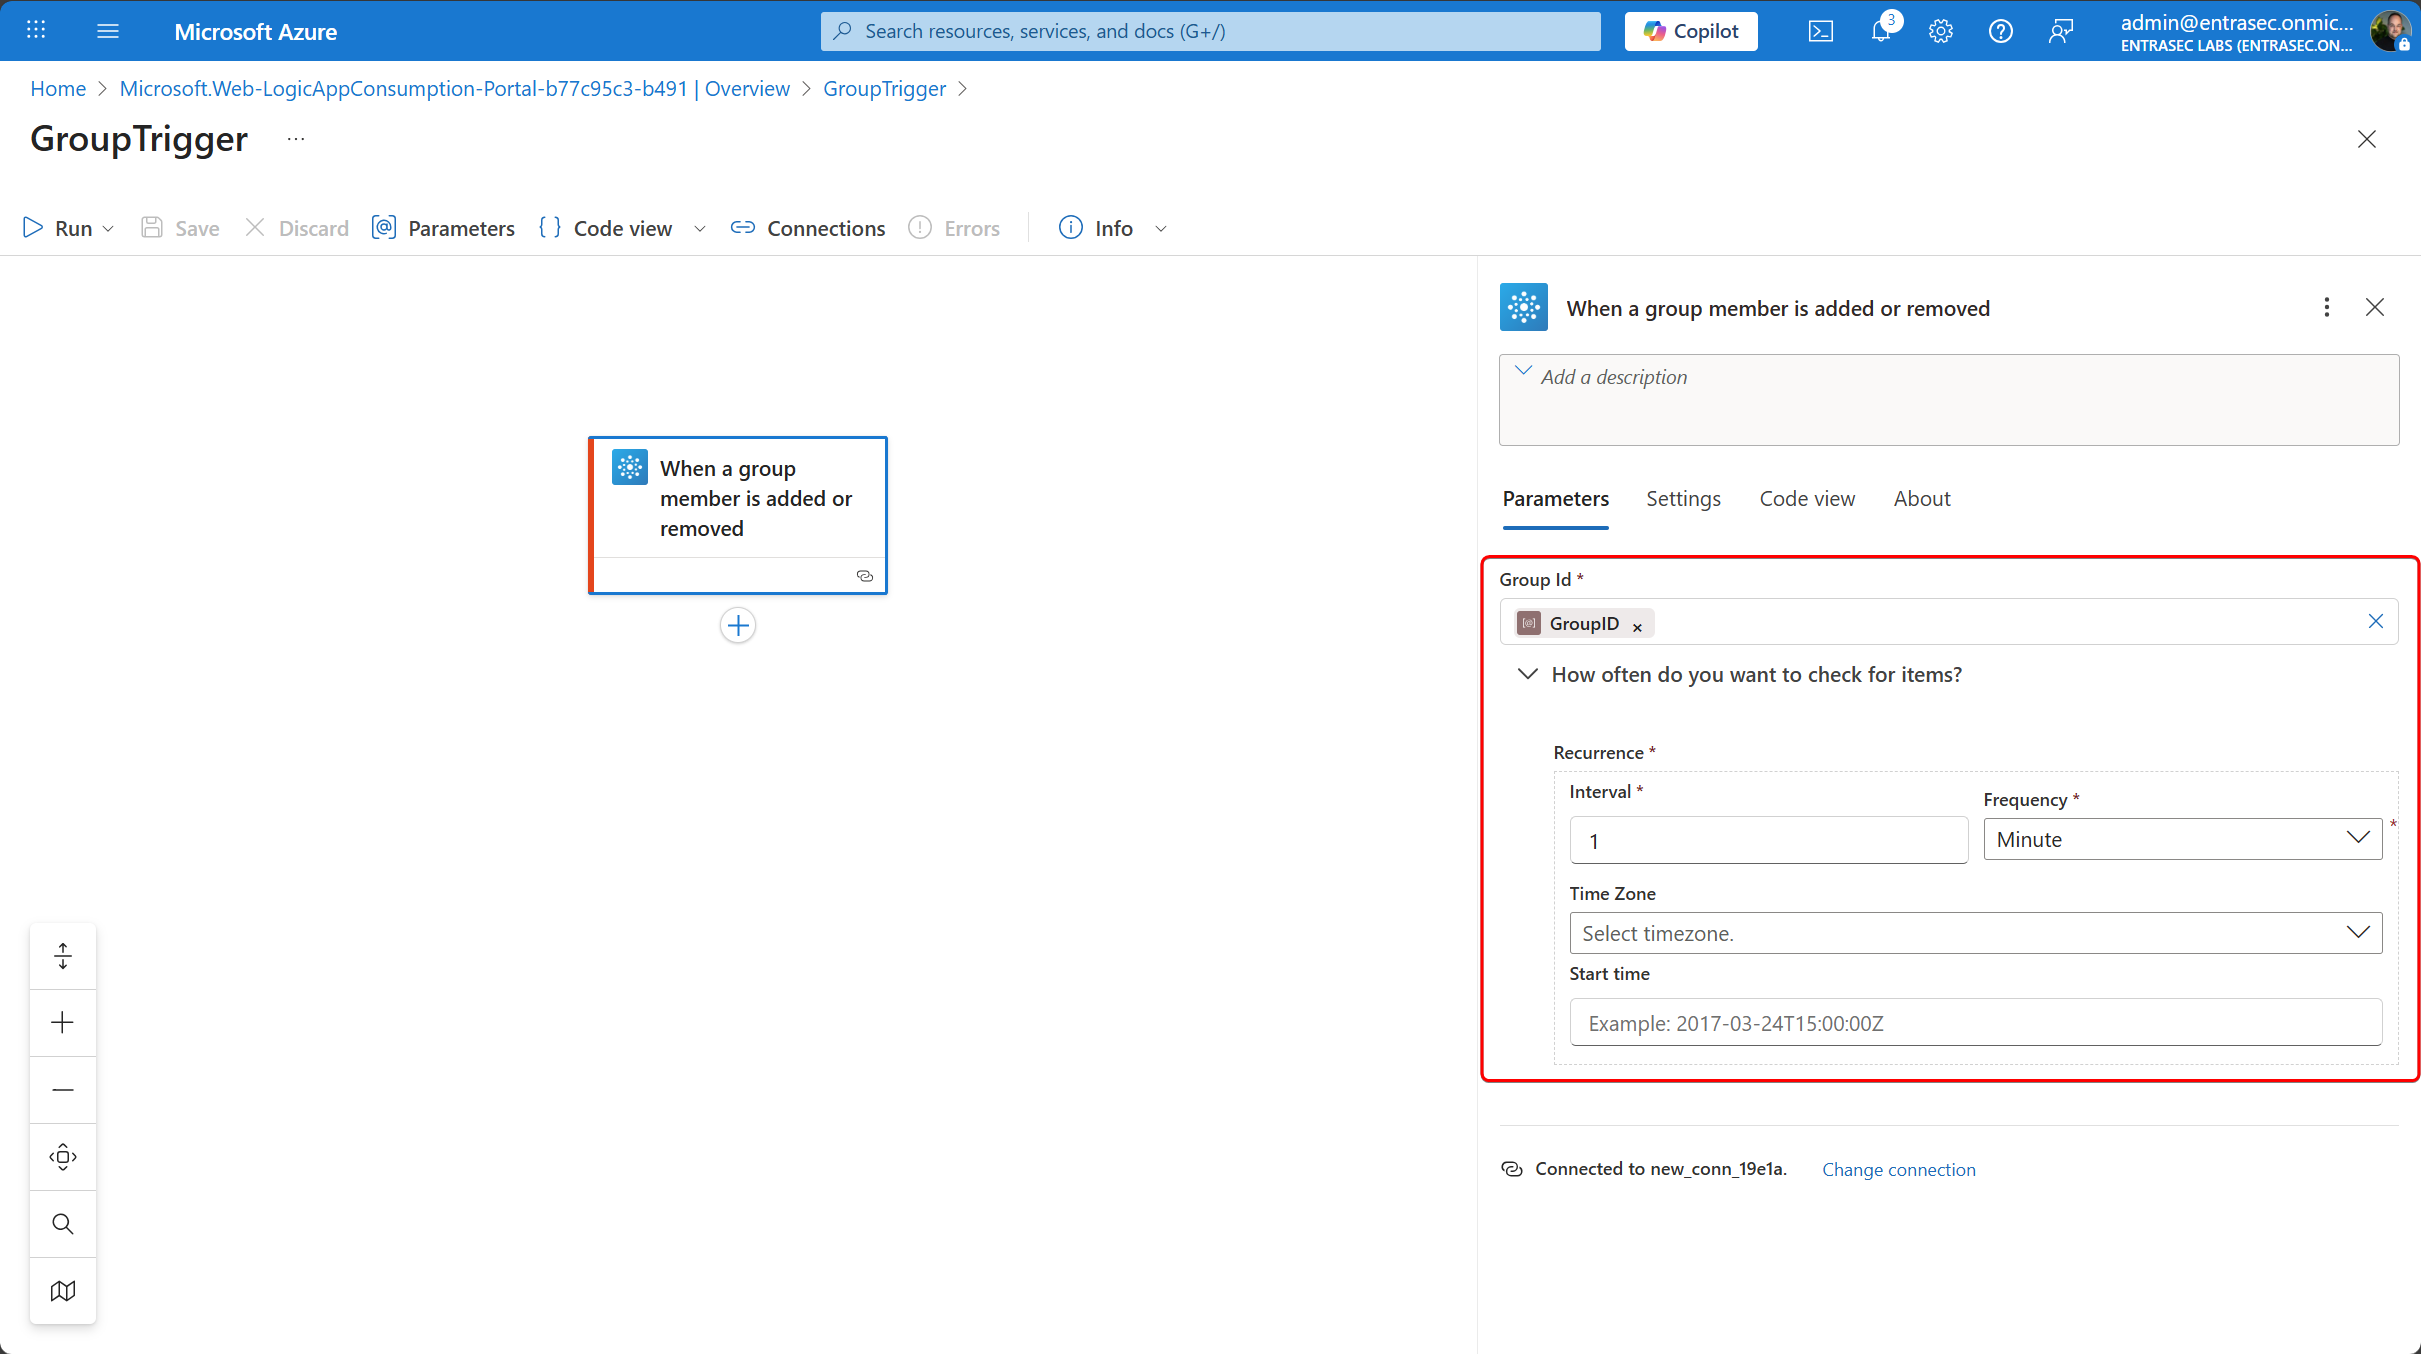 Microsoft Azure
Search resources, services, and docs (G+/)
Copilot
3
admin@entrasec.onmic...
ENTRASEC LABS (ENTRASEC.ON...
Home > Microsoft.Web-LogicAppConsumption-Portal-b77c95c3-b491 | Overview > GroupTrigger >
GroupTrigger ...
Run
Save
Discard
Parameters
Code view
Connections
Errors
Info
When a group
member is added or
removed
When a group member is added or removed
Add a description
Parameters
Settings
Code view
About
Group Id *
GroupID
How often do you want to check for items?
Recurrence *
Interval *
Frequency *
1
Minute
*
Time Zone
Select timezone.
Start time
Example: 2017-03-24T15:00:00Z
Connected to new_conn_19e1a.
Change connection